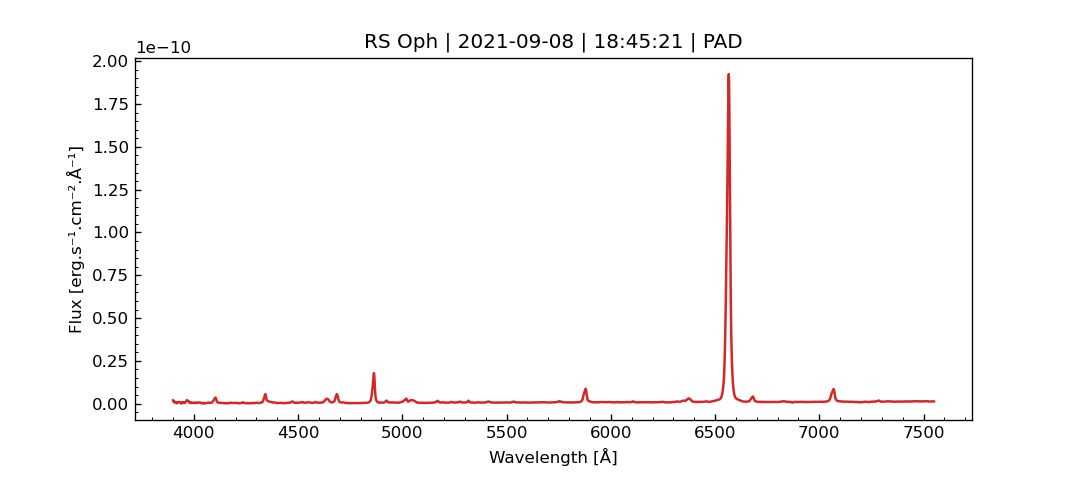 RS Oph | 2021-09-08 | 18:45:21 | PAD
1e−10
2.00
1.75
1.50
1.25
1.00
0.75
0.50
0.25
0.00
Flux [erg.s⁻¹.cm⁻².Å⁻¹]
4000 4500 5000 5500 6000 6500 7000 7500
Wavelength [Å]